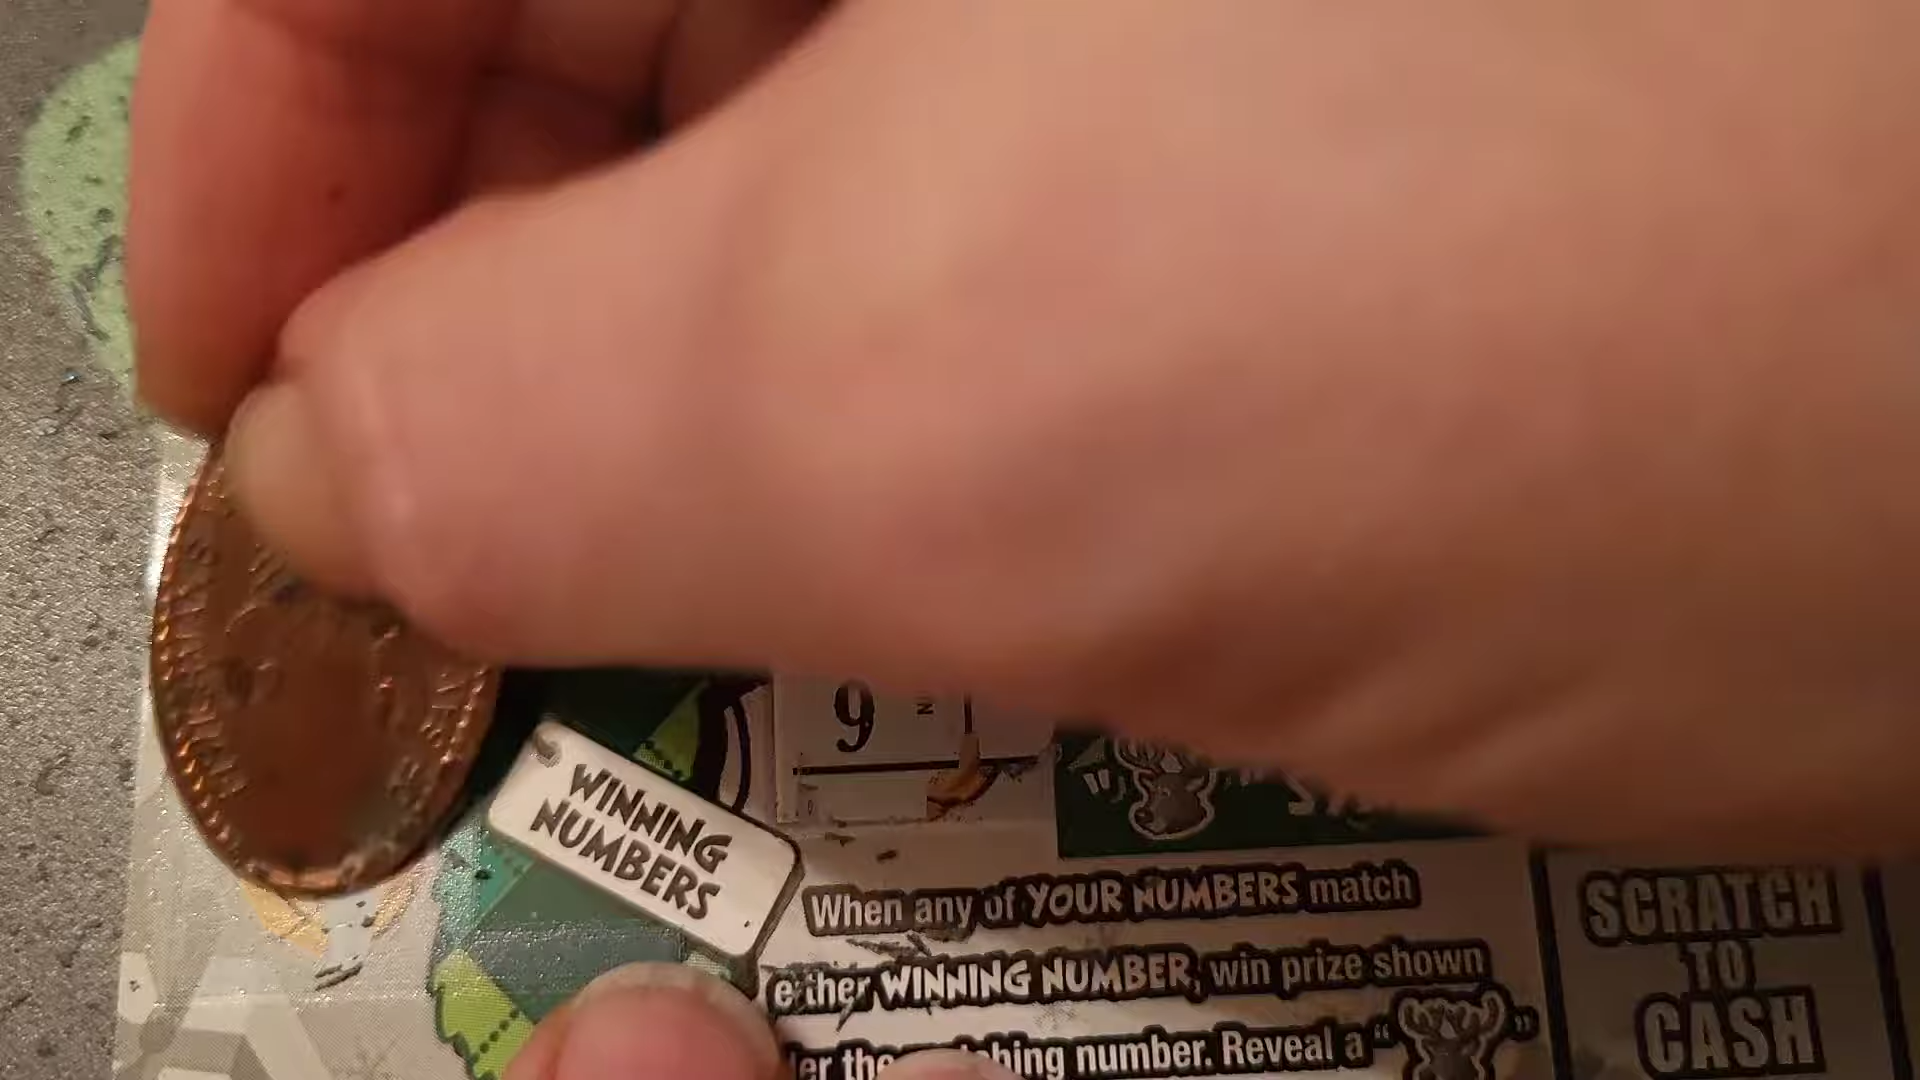 9
WINNING
NUMBERS
When any of YOUR NUMBERS match
either WINNING NUMBER, win prize shown
number. Reveal a “ ”
SCRATCH
TO
CASH